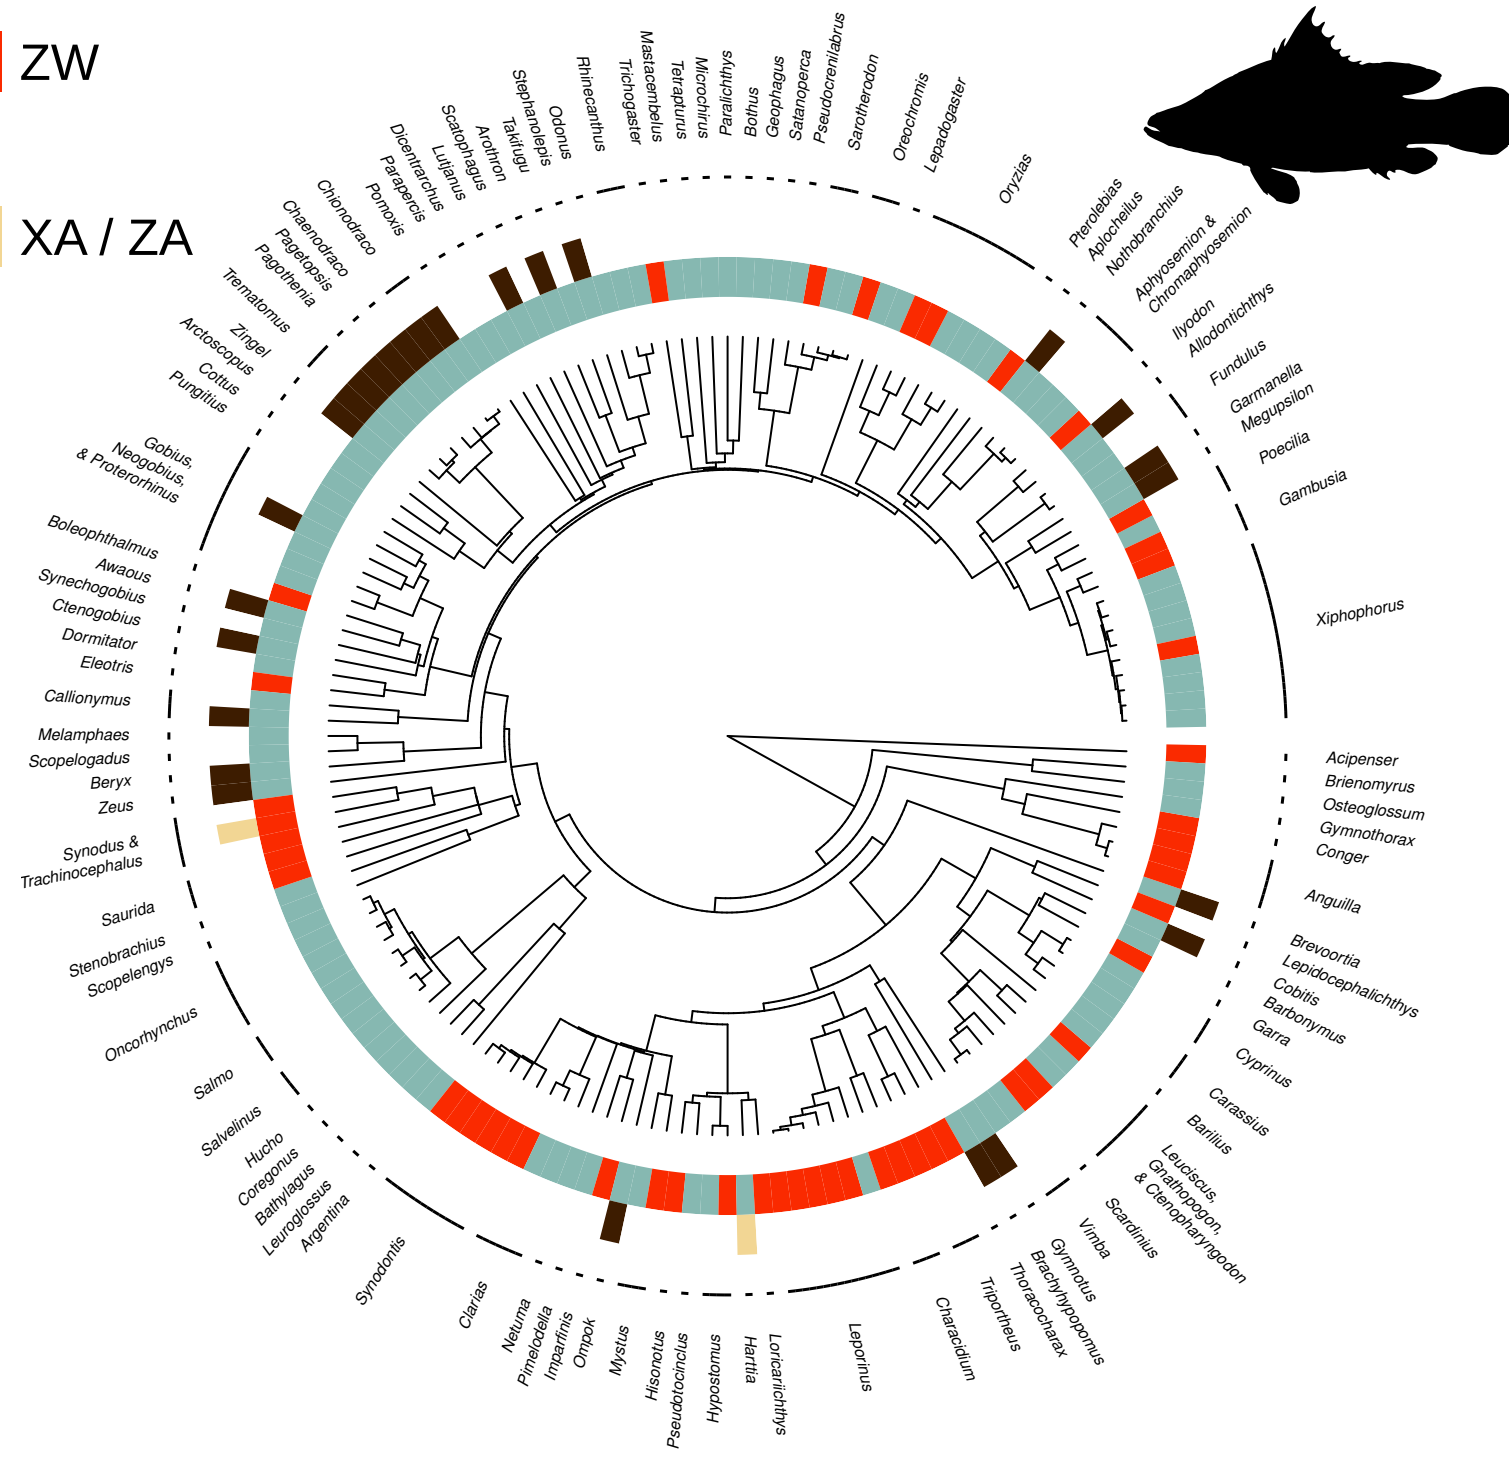 ZW
XA / ZA
Chionodraco
Chaenodraco
Pagetopsis
Pagothenia
Trematomus
Zingel
Arctoscopus
Cottus
Pungitius
Gobius,
Neogobius,
& Proterorhinus
Boleophthalmus
Awaous
Synechogobius
Ctenogobius
Dormitator
Eleotris
Callionymus
Melamphaes
Scopelogadus
Beryx
Zeus
Synodus &
Trachinocephalus
Saurida
Stenobrachius
Scopelengys
Oncorhynchus
Salmo
Salvelinus
Hucho
Coregonus
Bathylagus
Leuroglossus
Argentina
Synodontis
Clarias
Netuma
Pimelodella
Imparfinis
Ompok
Mystus
Hisonotus
Pseudotocinclus
Hypostomus
Harttia
Loricariichthys
Leporinus
Characidium
Triportheus
Thoracocharax
Brachyhypopomus
Gymnotus
Vimba
Scardinius
Leuciscus,
Gnathopogon,
& Ctenopharyngodon
Barilius
Carassius
Cyprinus
Garra
Barbonymus
Cobitis
Lepidocephalichthys
Brevoortia
Anguilla
Conger
Gymnothorax
Osteoglossum
Brienomyrus
Acipenser
Xiphophorus
Gambusia
Poecilia
Megupsilon
Garmanella
Fundulus
Allodontichthys
Ilyodon
Aphyosemion &
Chromaphyosemion
Nothobranchius
Aplocheilus
Pterolebias
Oryzias
Lepadogaster
Oreochromis
Sarotherodon
Pseudocrenilabrus
Satanoperca
Geophagus
Bothus
Paralichthys
Microchirus
Tetrapturus
Mastacembelus
Trichogaster
Rhinecanthus
Odonus
Stephanolepis
Takifugu
Arothron
Scatophagus
Lutjanus
Dicentrarchus
Parapercis
Pomoxis